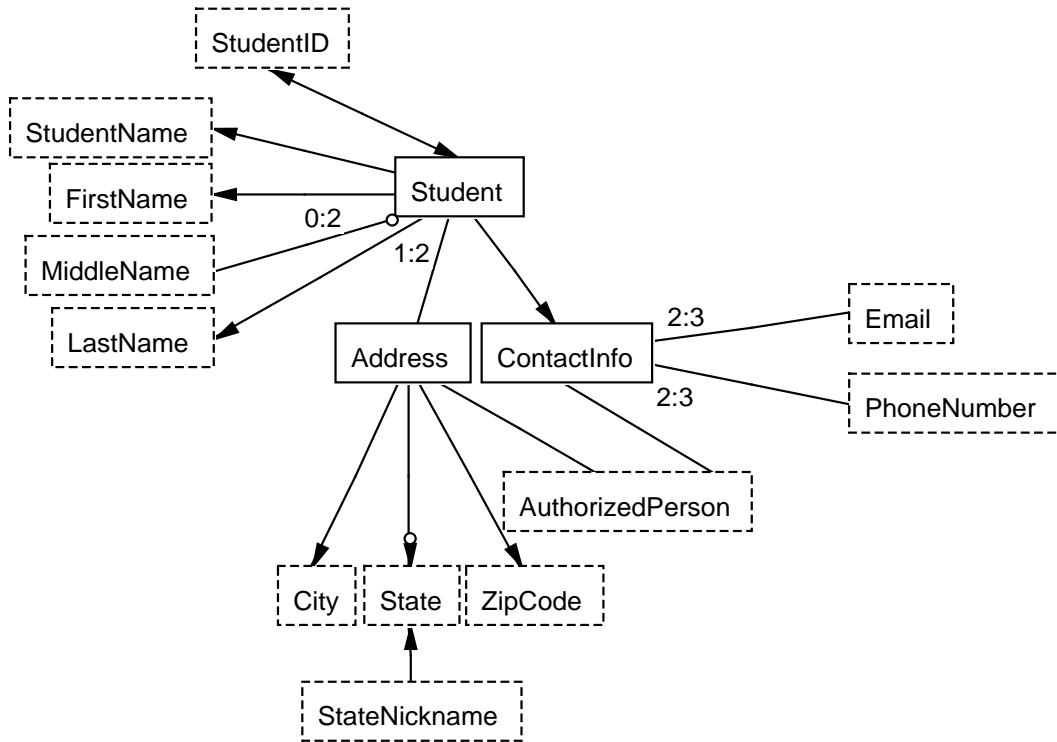 StudentID
StudentName
Student
FirstName
0:2
MiddleName
1:2
LastName
Address
ContactInfo
2:3
Email
2:3
PhoneNumber
AuthorizedPerson
City
State
ZipCode
StateNickname